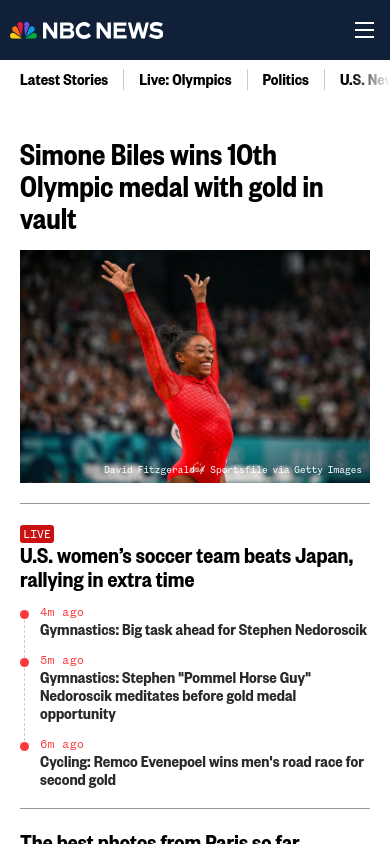 NBC NEWS
Latest Stories
Live: Olympics
Politics
U.S. Ne
Simone Biles wins 10th
Olympic medal with gold in
vault
David Fitzgerald / Sportsfile via Getty Images
LIVE
U.S. women’s soccer team beats Japan,
rallying in extra time
4m ago
Gymnastics: Big task ahead for Stephen Nedoroscik
5m ago
Gymnastics: Stephen "Pommel Horse Guy"
Nedoroscik meditates before gold medal
opportunity
6m ago
Cycling: Remco Evenepoel wins men's road race for
second gold
The best photos from Paris so far